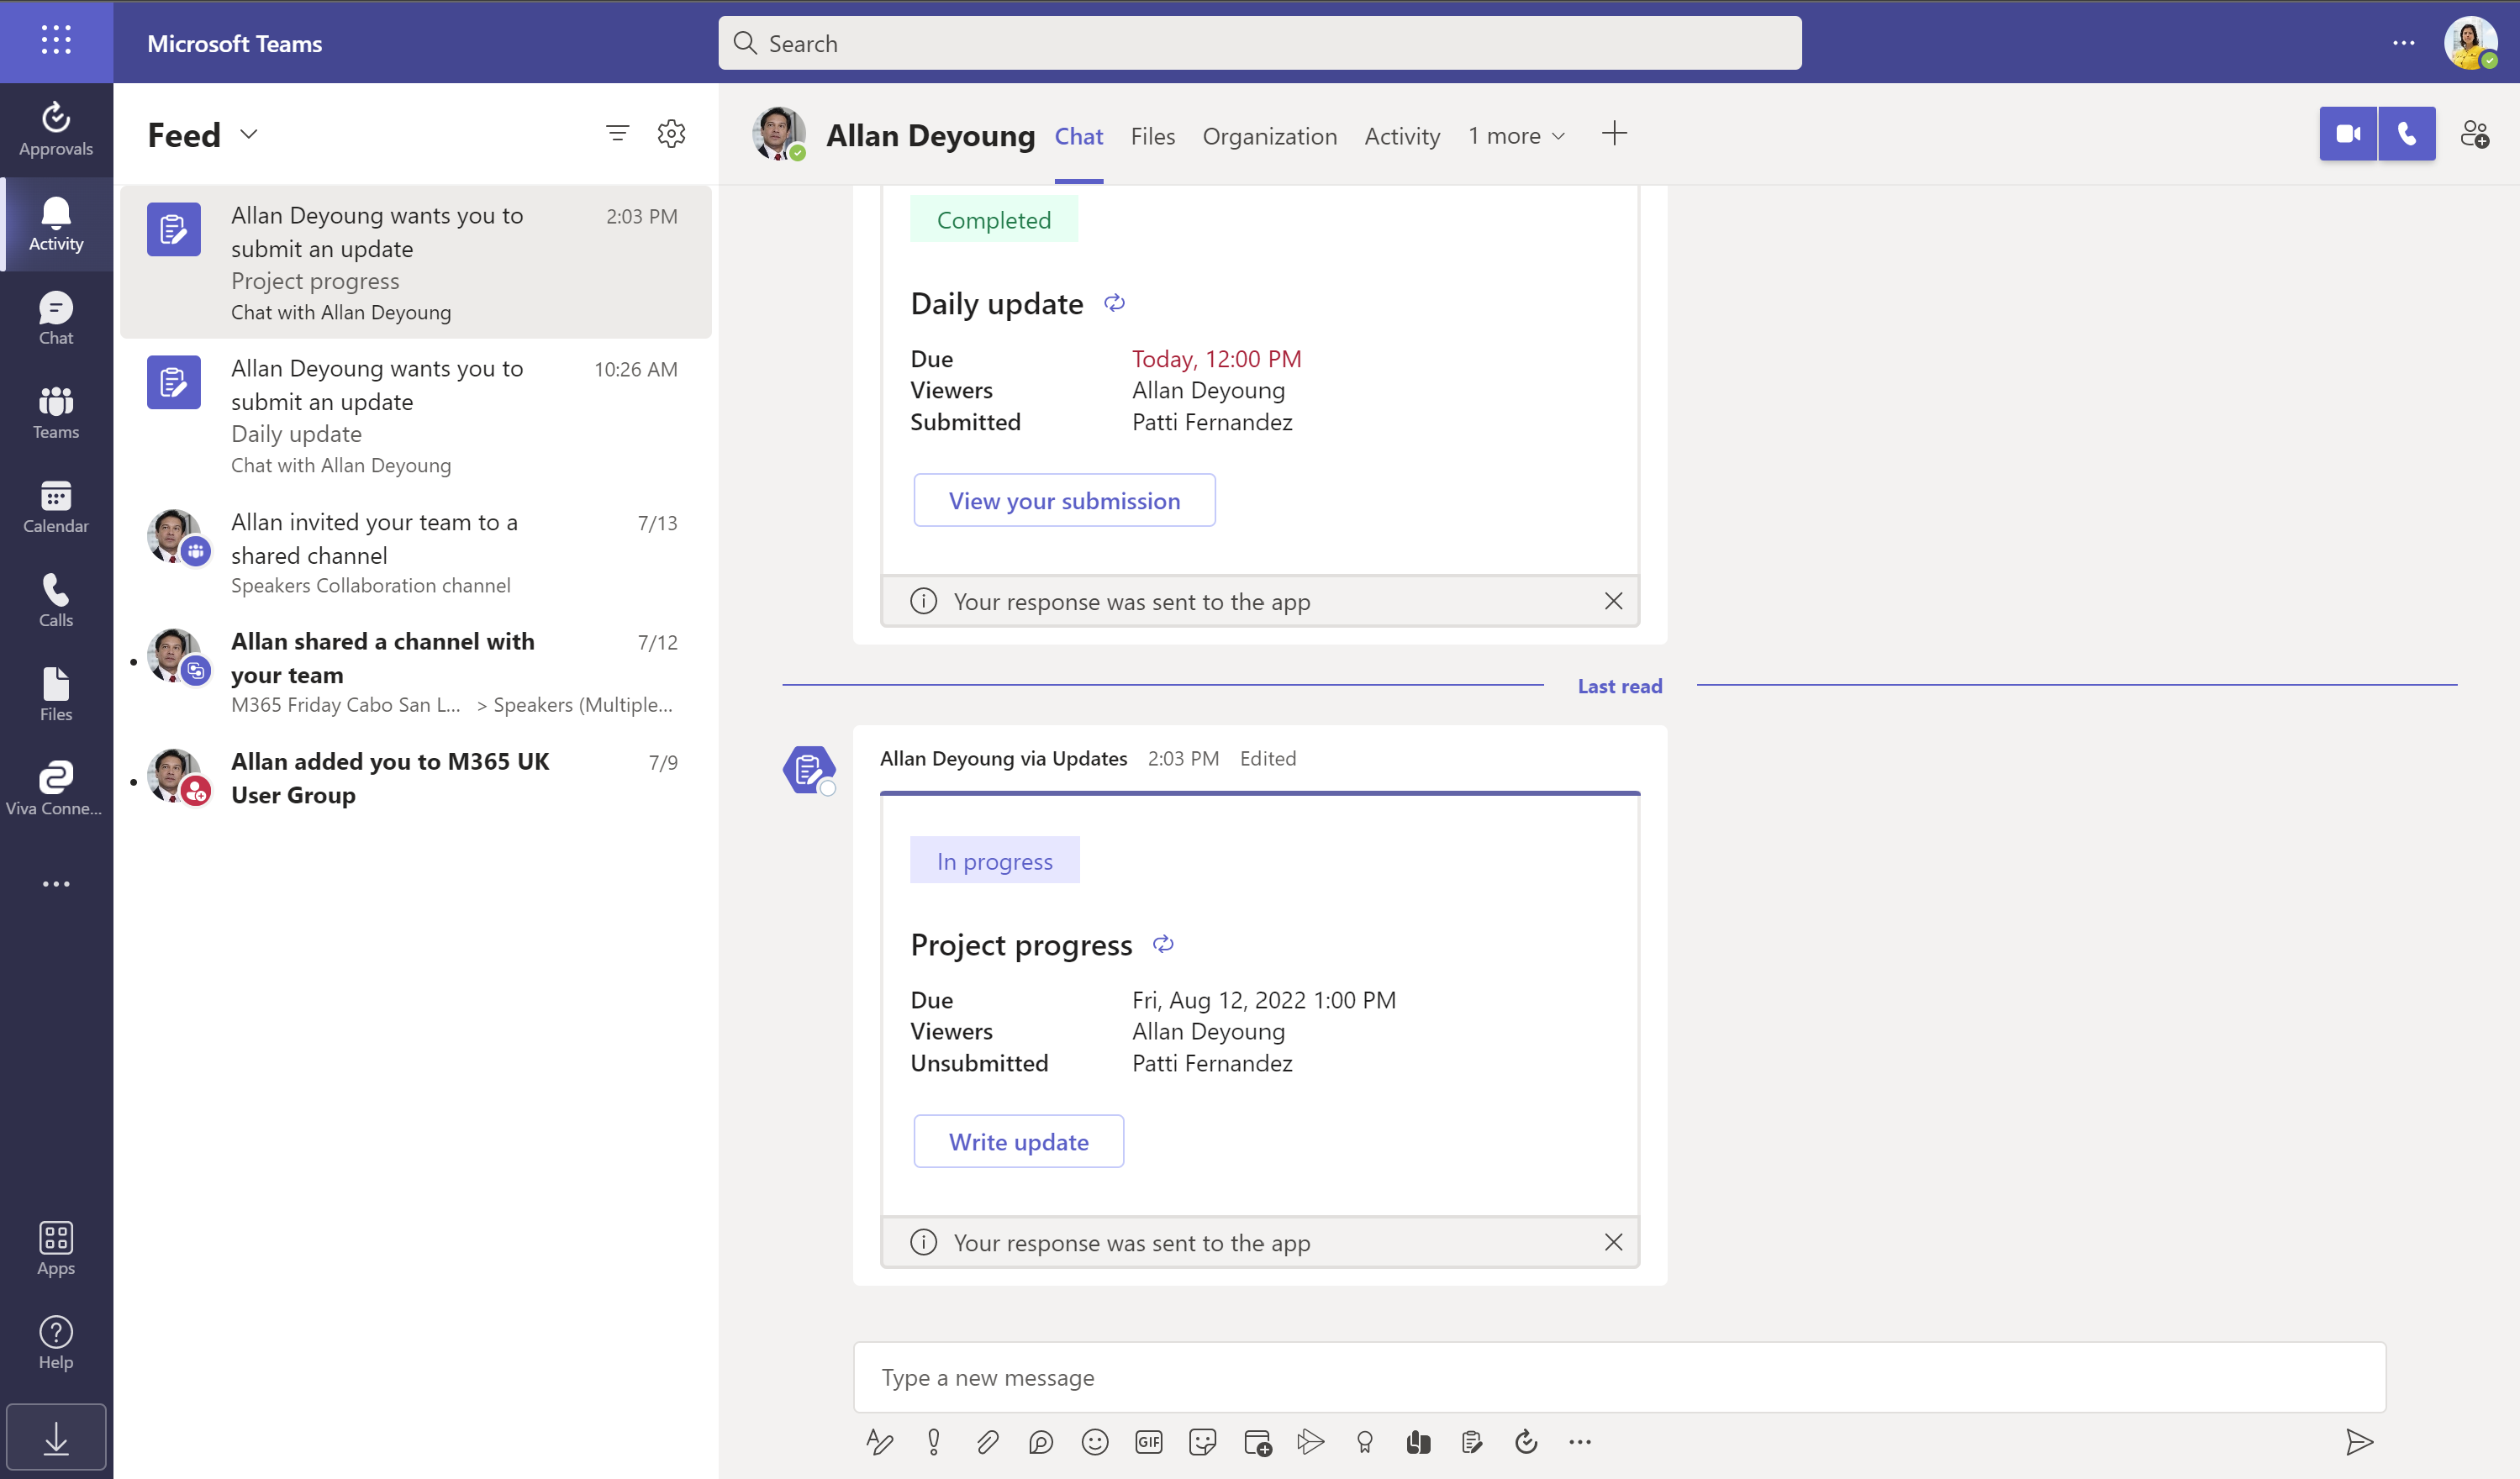 Microsoft Teams
Search
Approvals
Activity
Chat
Teams
Calendar
Calls
Files
Viva Conne...
Apps
Help
Feed
Allan Deyoung wants you to 2:03 PM
submit an update
Project progress
Chat with Allan Deyoung
Allan Deyoung wants you to 10:26 AM
submit an update
Daily update
Chat with Allan Deyoung
Allan invited your team to a 7/13
shared channel
Speakers Collaboration channel
Allan shared a channel with 7/12
your team
M365 Friday Cabo San L... > Speakers (Multiple...
Allan added you to M365 UK 7/9
User Group
Allan Deyoung Chat Files Organization Activity 1 more
Completed
Daily update
Due Today, 12:00 PM
Viewers Allan Deyoung
Submitted Patti Fernandez
View your submission
Your response was sent to the app
Last read
Allan Deyoung via Updates 2:03 PM Edited
In progress
Project progress
Due Fri, Aug 12, 2022 1:00 PM
Viewers Allan Deyoung
Unsubmitted Patti Fernandez
Write update
Your response was sent to the app
Type a new message
GIF